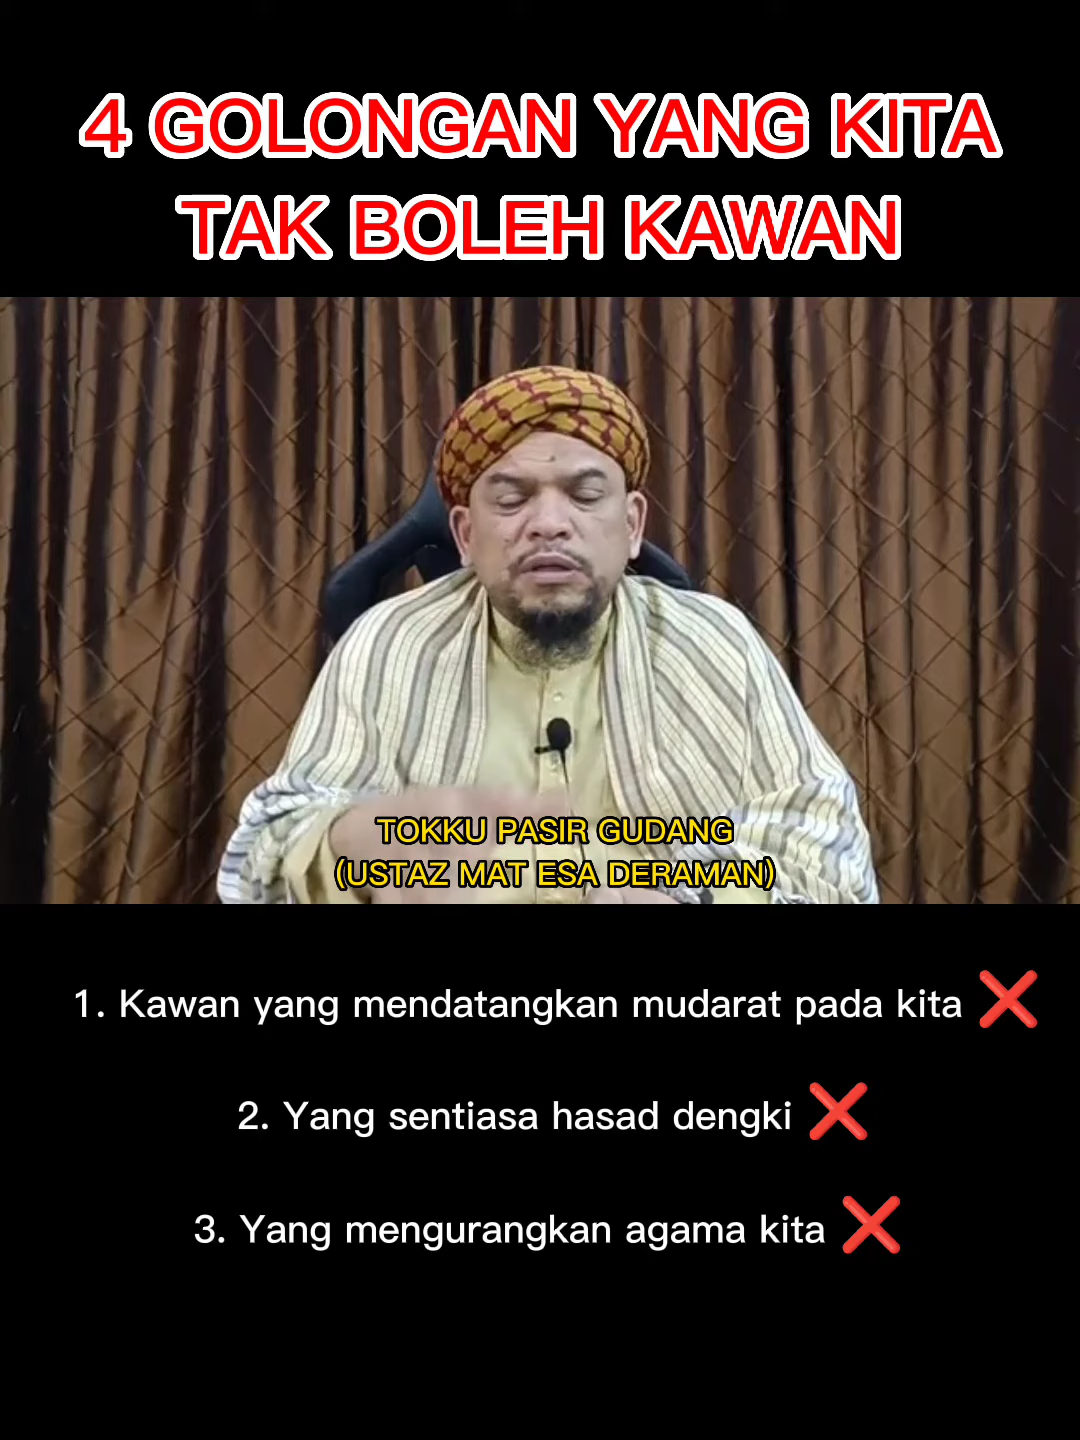 4 GOLONGAN YANG KITA
TAK BOLEH KAWAN
TOKKU PASIR GUDANG
(USTAZ MAT ESA DERAMAN)
1. Kawan yang mendatangkan mudarat pada kita ❌
2. Yang sentiasa hasad dengki ❌
3. Yang mengurangkan agama kita ❌